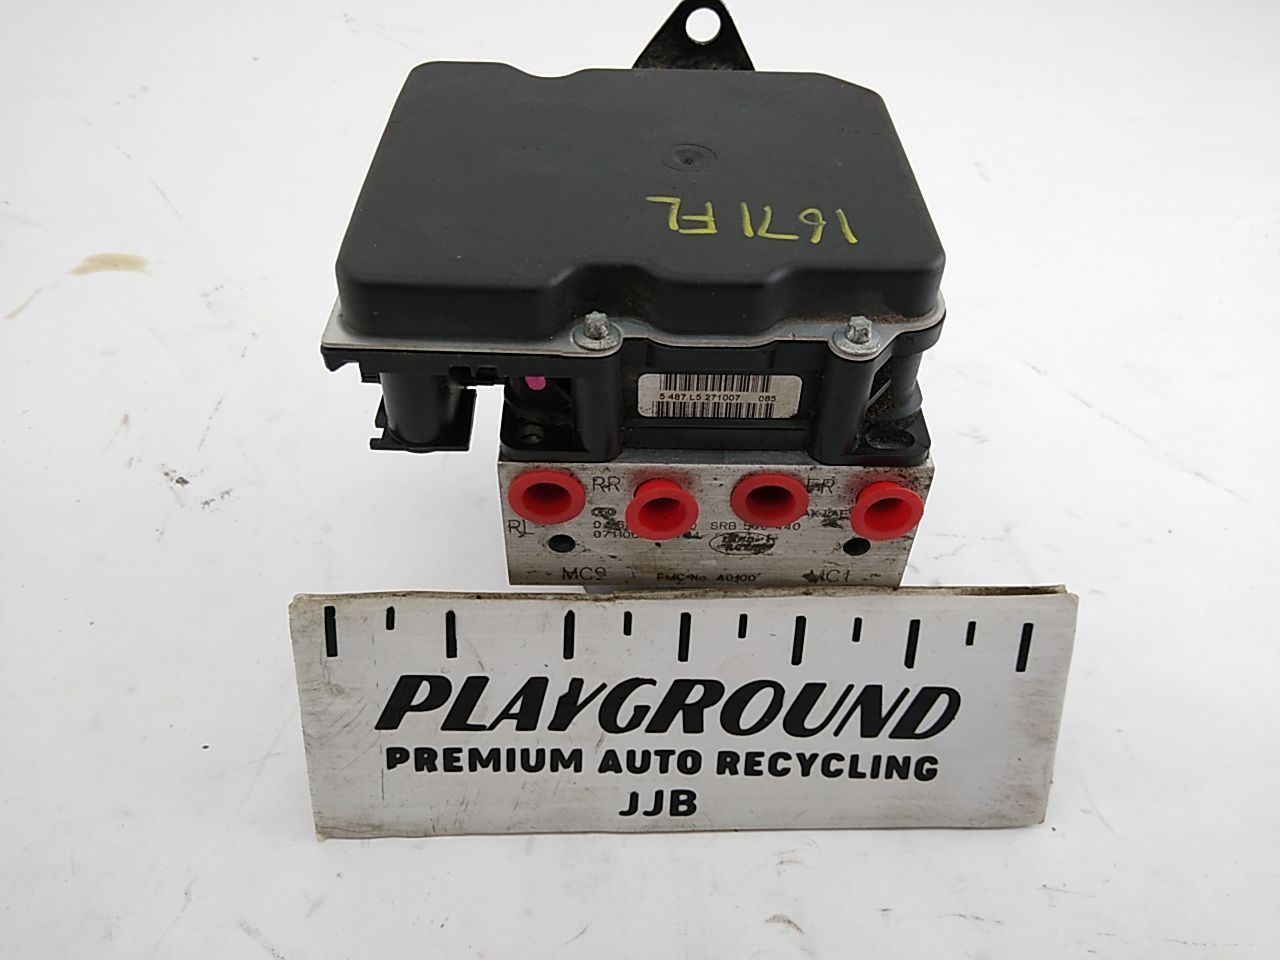 1671FL
5 487 L5 271007 085
RR FR
SRB 500440
MC2 FMC-No. A0100 MC1
PLAYGROUND
PREMIUM AUTO RECYCLING
JJB